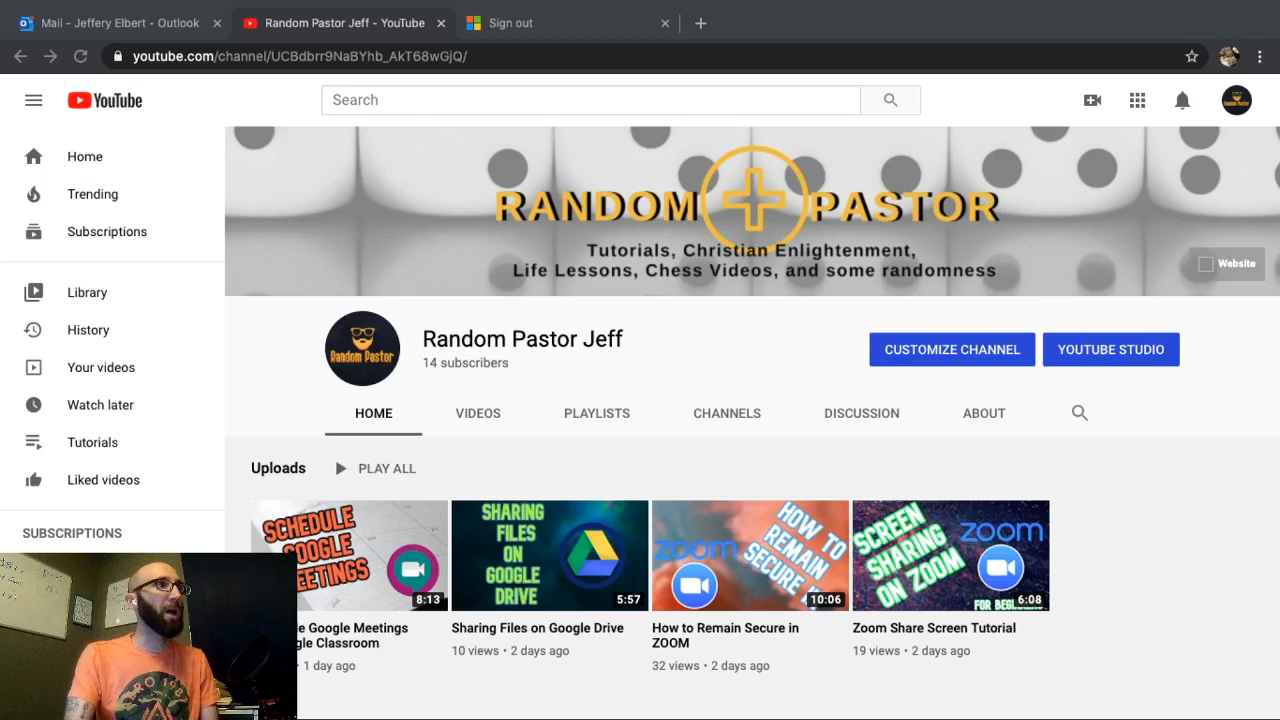 Mail - Jeffery Elbert - Outlook
Random Pastor Jeff - YouTube
Sign out
youtube.com/channel/UCBdbrr9NaBYhb_AkT68wGjQ/
YouTube
Search
Home
Trending
Subscriptions
Library
History
Your videos
Watch later
Tutorials
Liked videos
SUBSCRIPTIONS
RANDOM PASTOR
Tutorials, Christian Enlightenment,
Life Lessons, Chess Videos, and some randomness
Website
Random Pastor
Random Pastor Jeff
14 subscribers
CUSTOMIZE CHANNEL
YOUTUBE STUDIO
HOME VIDEOS PLAYLISTS CHANNELS DISCUSSION ABOUT
Uploads PLAY ALL
SCHEDULE
GOOGLE
MEETINGS
8:13
Google Meetings
Classroom
1 day ago
SHARING
FILES
ON
GOOGLE
DRIVE
5:57
Sharing Files on Google Drive
10 views • 2 days ago
zoom
HOW TO
REMAIN
SECURE
10:06
How to Remain Secure in
ZOOM
32 views • 2 days ago
SCREEN
SHARING
ON ZOOM
zoom
FOR
6:08
Zoom Share Screen Tutorial
19 views • 2 days ago